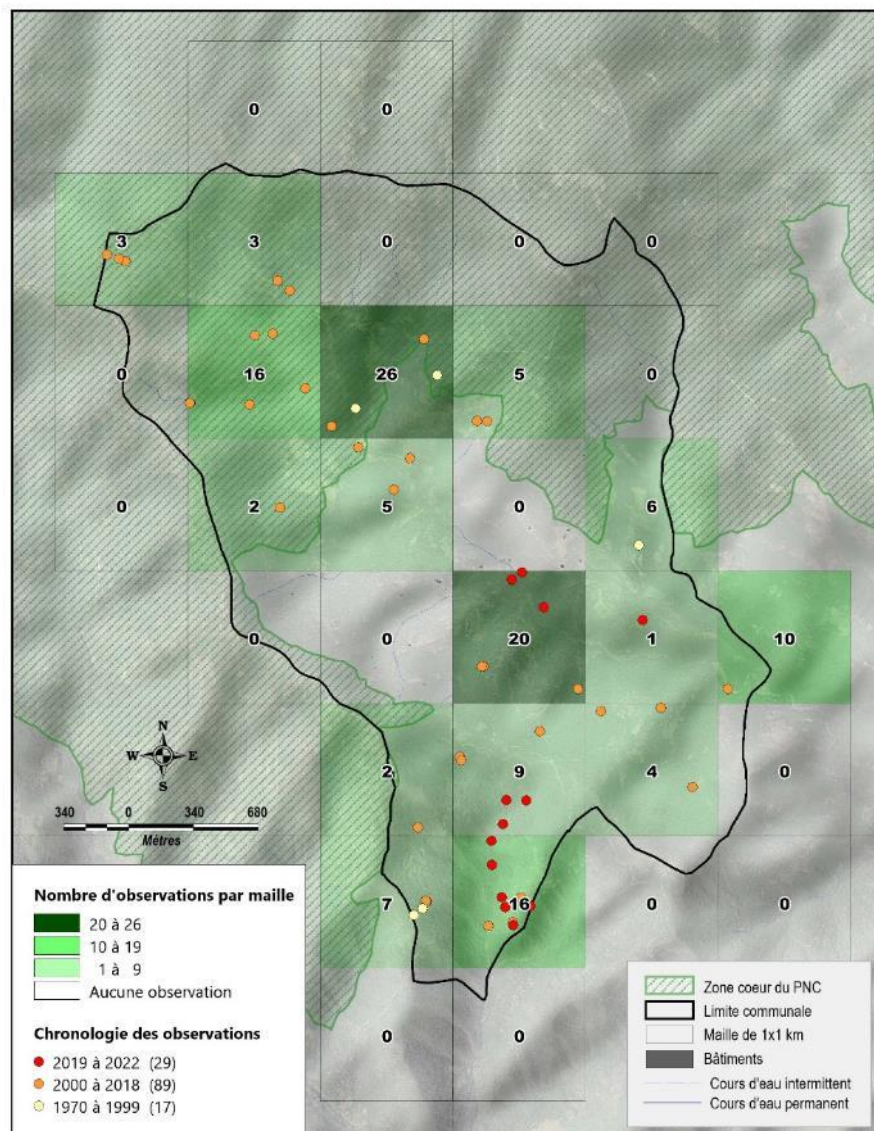 0 0
3 3 0 0 0
0 16 26 5 0
0 2 5 0 6
0 0 20 1 10
2 9 4 0
7 16 0 0
0 0
N
W E
S
340 0 340 680
Mètres
Nombre d'observations par maille
20 à 26
10 à 19
1 à 9
Aucune observation
Chronologie des observations
2019 à 2022 (29)
2000 à 2018 (89)
1970 à 1999 (17)
Zone coeur du PNC
Limite communale
Maille de 1x1 km
Bâtiments
Cours d'eau intermittent
Cours d'eau permanent